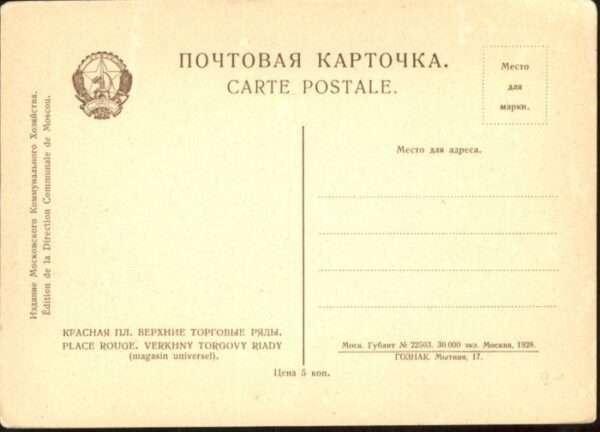 ПОЧТОВАЯ КАРТОЧКА.
CARTE POSTALE.
Место
для
марки.
Место для адреса.
Издание Московского Коммунального Хозяйства.
Édition de la Direction Communale de Moscou.
КРАСНАЯ ПЛ. ВЕРХНИЕ ТОРГОВЫЕ РЯДЫ.
PLACE ROUGE. VERKHNY TORGOVY RIADY
(magasin universel).
Цена 5 коп.
Моск. Гублит № 22503. 30 000 экз. Москва, 1928.
ГОЗНАК. Мытная, 17.